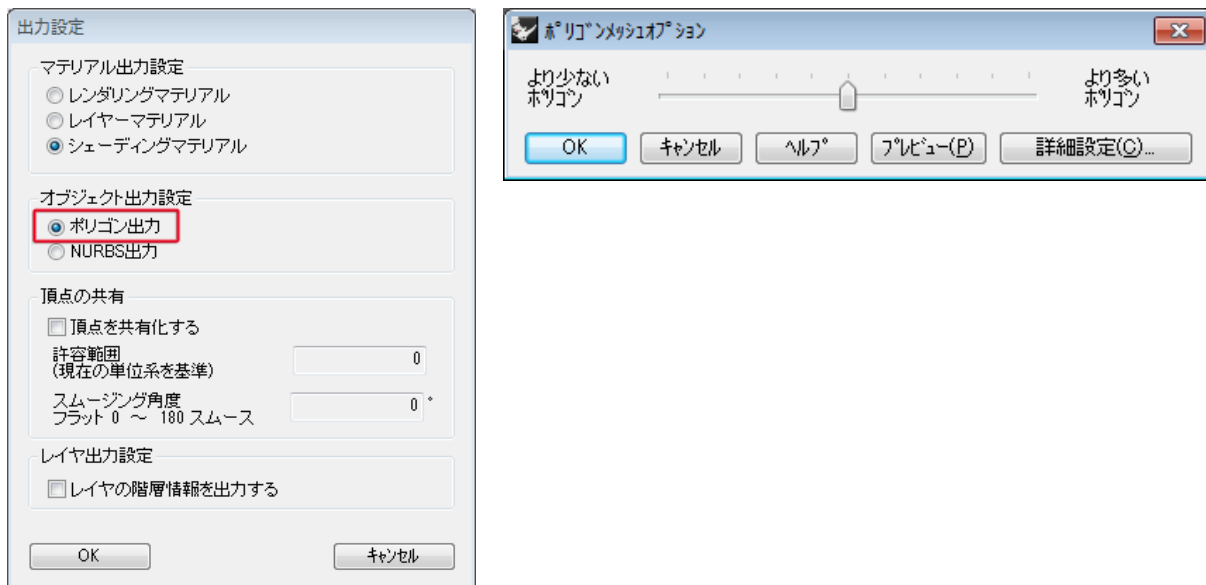 出力設定
マテリアル出力設定
レンダリングマテリアル
レイヤーマテリアル
シェーディングマテリアル
オブジェクト出力設定
ポリゴン出力
NURBS出力
頂点の共有
頂点を共有化する
許容範囲
(現在の単位系を基準)
0
スムージング角度
フラット 0 ～ 180 スムース
0 °
レイヤ出力設定
レイヤの階層情報を出力する
OK
キャンセル
ﾎﾟﾘｺﾞﾝﾒｯｼｭｵﾌﾟｼｮﾝ
より少ない
ポリゴン
より多い
ポリゴン
OK
キャンセル
ﾍﾙﾌﾟ
ﾌﾟﾚﾋﾞｭｰ(P)
詳細設定(C)...